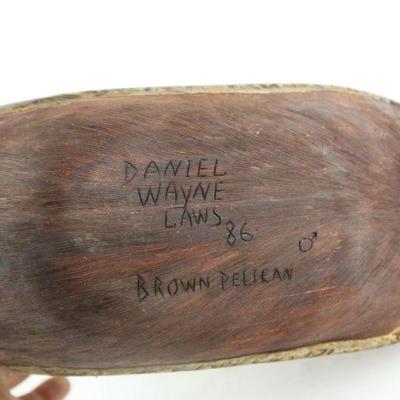 DANIEL
WAYNE
LAWS
86 ♂
BROWN PELICAN